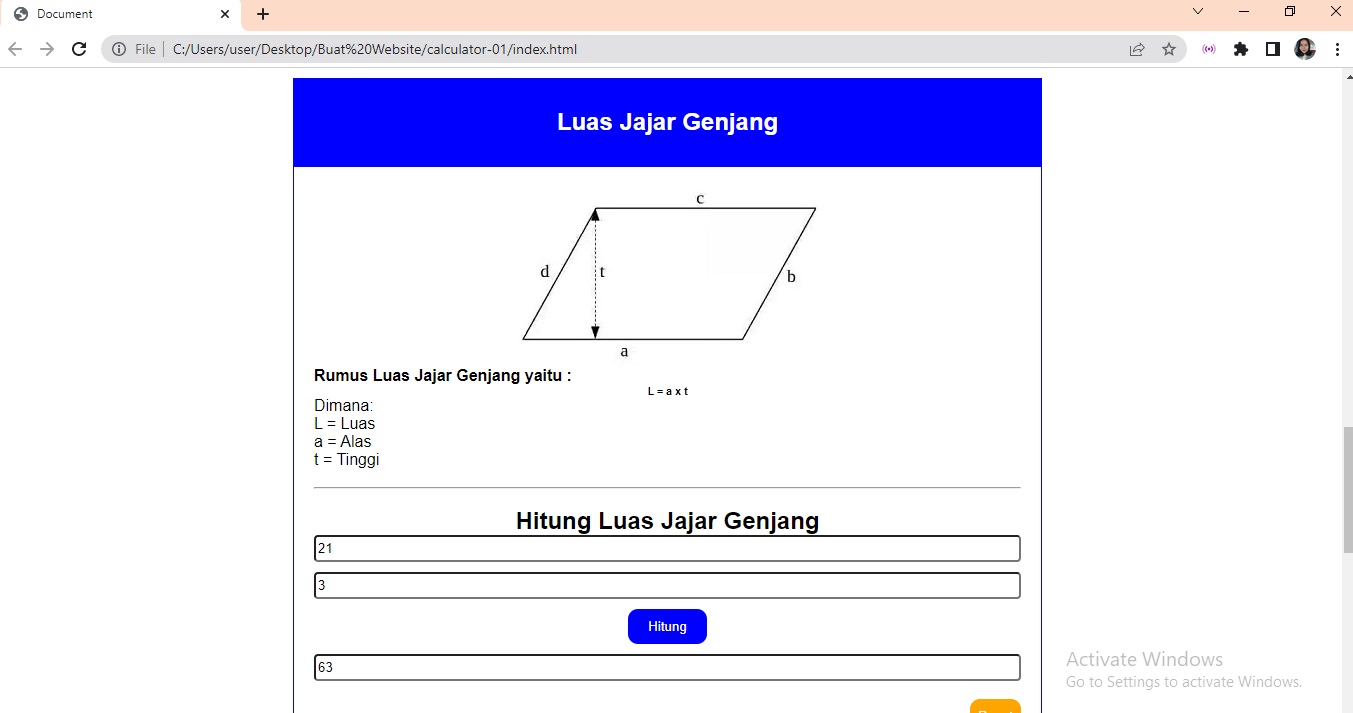 Document
File
C:/Users/user/Desktop/Buat%20Website/calculator-01/index.html
Luas Jajar Genjang
c
d
t
b
a
Rumus Luas Jajar Genjang yaitu :
L = a x t
Dimana:
L = Luas
a = Alas
t = Tinggi
Hitung Luas Jajar Genjang
21
3
Hitung
63
Activate Windows
Go to Settings to activate Windows.